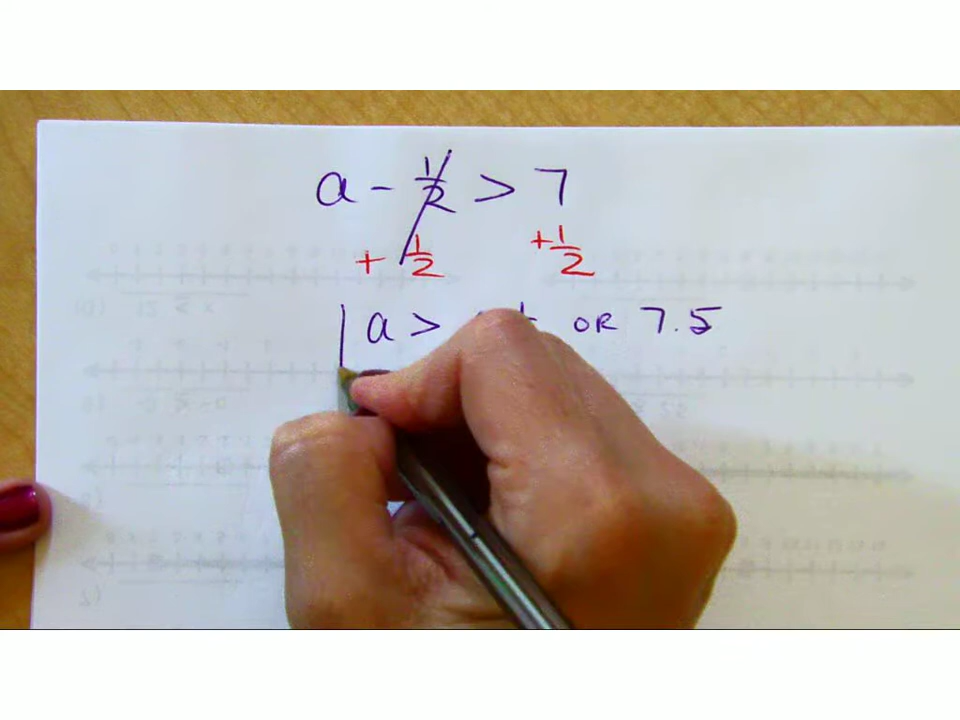 a - 1/2 > 7
+ 1/2 + 1/2
a > OR 7.5